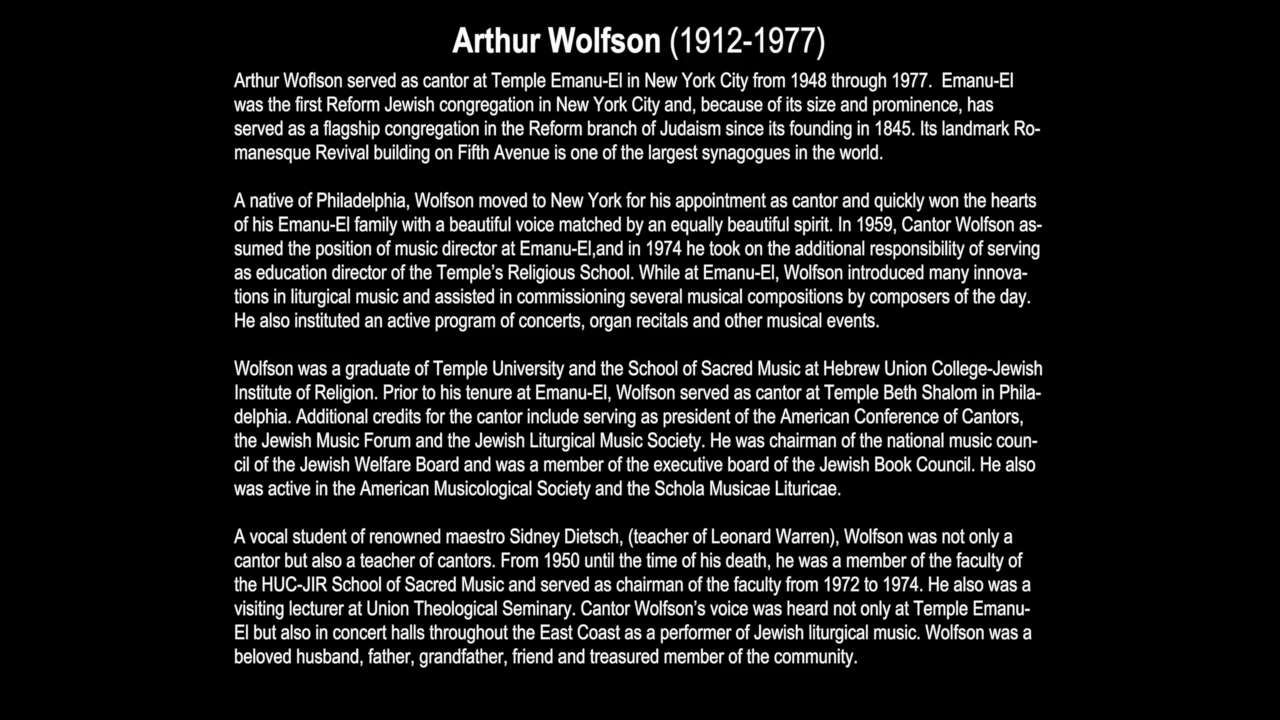 Arthur Wolfson (1912-1977)
Arthur Woflson served as cantor at Temple Emanu-El in New York City from 1948 through 1977.  Emanu-El
was the first Reform Jewish congregation in New York City and, because of its size and prominence, has
served as a flagship congregation in the Reform branch of Judaism since its founding in 1845. Its landmark Ro-
manesque Revival building on Fifth Avenue is one of the largest synagogues in the world.
A native of Philadelphia, Wolfson moved to New York for his appointment as cantor and quickly won the hearts
of his Emanu-El family with a beautiful voice matched by an equally beautiful spirit. In 1959, Cantor Wolfson as-
sumed the position of music director at Emanu-El,and in 1974 he took on the additional responsibility of serving
as education director of the Temple's Religious School. While at Emanu-El, Wolfson introduced many innova-
tions in liturgical music and assisted in commissioning several musical compositions by composers of the day.
He also instituted an active program of concerts, organ recitals and other musical events.
Wolfson was a graduate of Temple University and the School of Sacred Music at Hebrew Union College-Jewish
Institute of Religion. Prior to his tenure at Emanu-El, Wolfson served as cantor at Temple Beth Shalom in Phila-
delphia. Additional credits for the cantor include serving as president of the American Conference of Cantors,
the Jewish Music Forum and the Jewish Liturgical Music Society. He was chairman of the national music coun-
cil of the Jewish Welfare Board and was a member of the executive board of the Jewish Book Council. He also
was active in the American Musicological Society and the Schola Musicae Lituricae.
A vocal student of renowned maestro Sidney Dietsch, (teacher of Leonard Warren), Wolfson was not only a
cantor but also a teacher of cantors. From 1950 until the time of his death, he was a member of the faculty of
the HUC-JIR School of Sacred Music and served as chairman of the faculty from 1972 to 1974. He also was a
visiting lecturer at Union Theological Seminary. Cantor Wolfson's voice was heard not only at Temple Emanu-
El but also in concert halls throughout the East Coast as a performer of Jewish liturgical music. Wolfson was a
beloved husband, father, grandfather, friend and treasured member of the community.